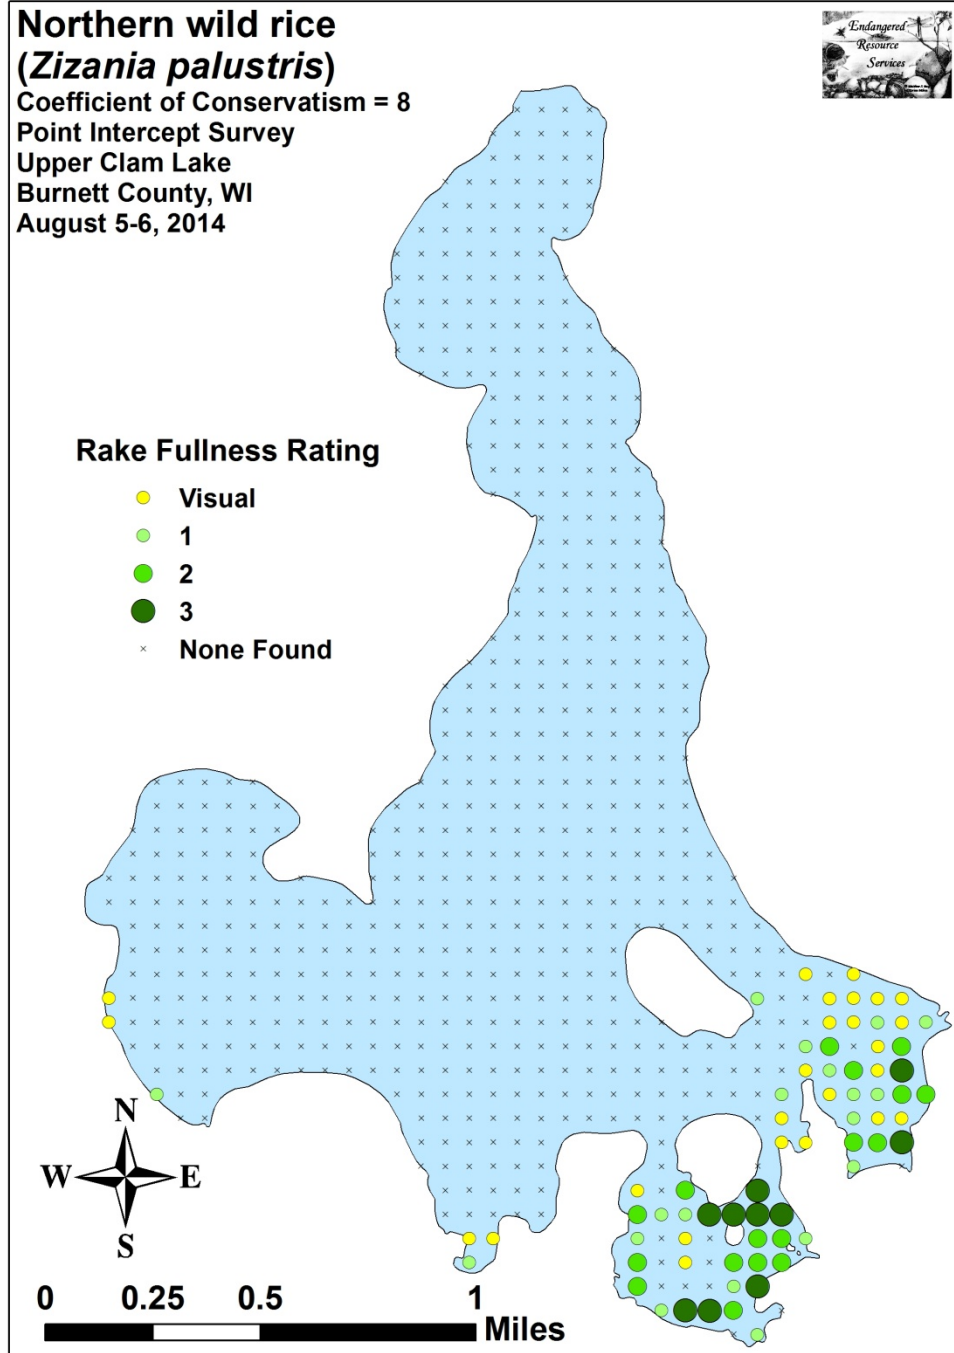 Northern wild rice
(Zizania palustris)
Coefficient of Conservatism = 8
Point Intercept Survey
Upper Clam Lake
Burnett County, WI
August 5-6, 2014
Endangered
Resource
Services
Rake Fullness Rating
Visual
1
2
3
None Found
N
W E
S
0 0.25 0.5 1
Miles